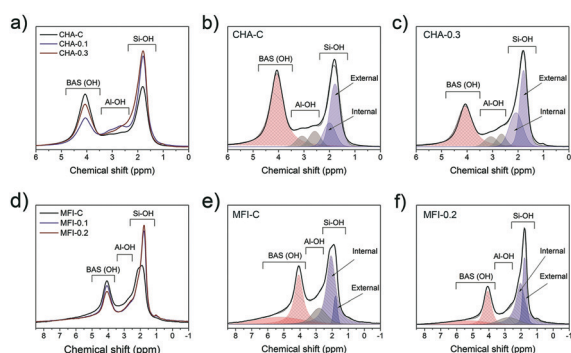 a)
CHA-C
CHA-0.1
CHA-0.3
Si-OH
BAS (OH)
Al-OH
6 5 4 3 2 1 0
Chemical shift (ppm)
b)
CHA-C
Si-OH
BAS (OH)
Al-OH
External
Internal
6 5 4 3 2 1 0
Chemical shift (ppm)
c)
CHA-0.3
Si-OH
BAS (OH)
Al-OH
External
Internal
6 5 4 3 2 1 0
Chemical shift (ppm)
d)
MFI-C
MFI-0.1
MFI-0.2
Si-OH
Al-OH
BAS (OH)
8 7 6 5 4 3 2 1 0 -1
Chemical shift (ppm)
e)
MFI-C
Si-OH
Al-OH
BAS (OH)
Internal
External
8 7 6 5 4 3 2 1 0 -1
Chemical shift (ppm)
f)
MFI-0.2
Si-OH
Al-OH
BAS (OH)
Internal
External
8 7 6 5 4 3 2 1 0 -1
Chemical shift (ppm)